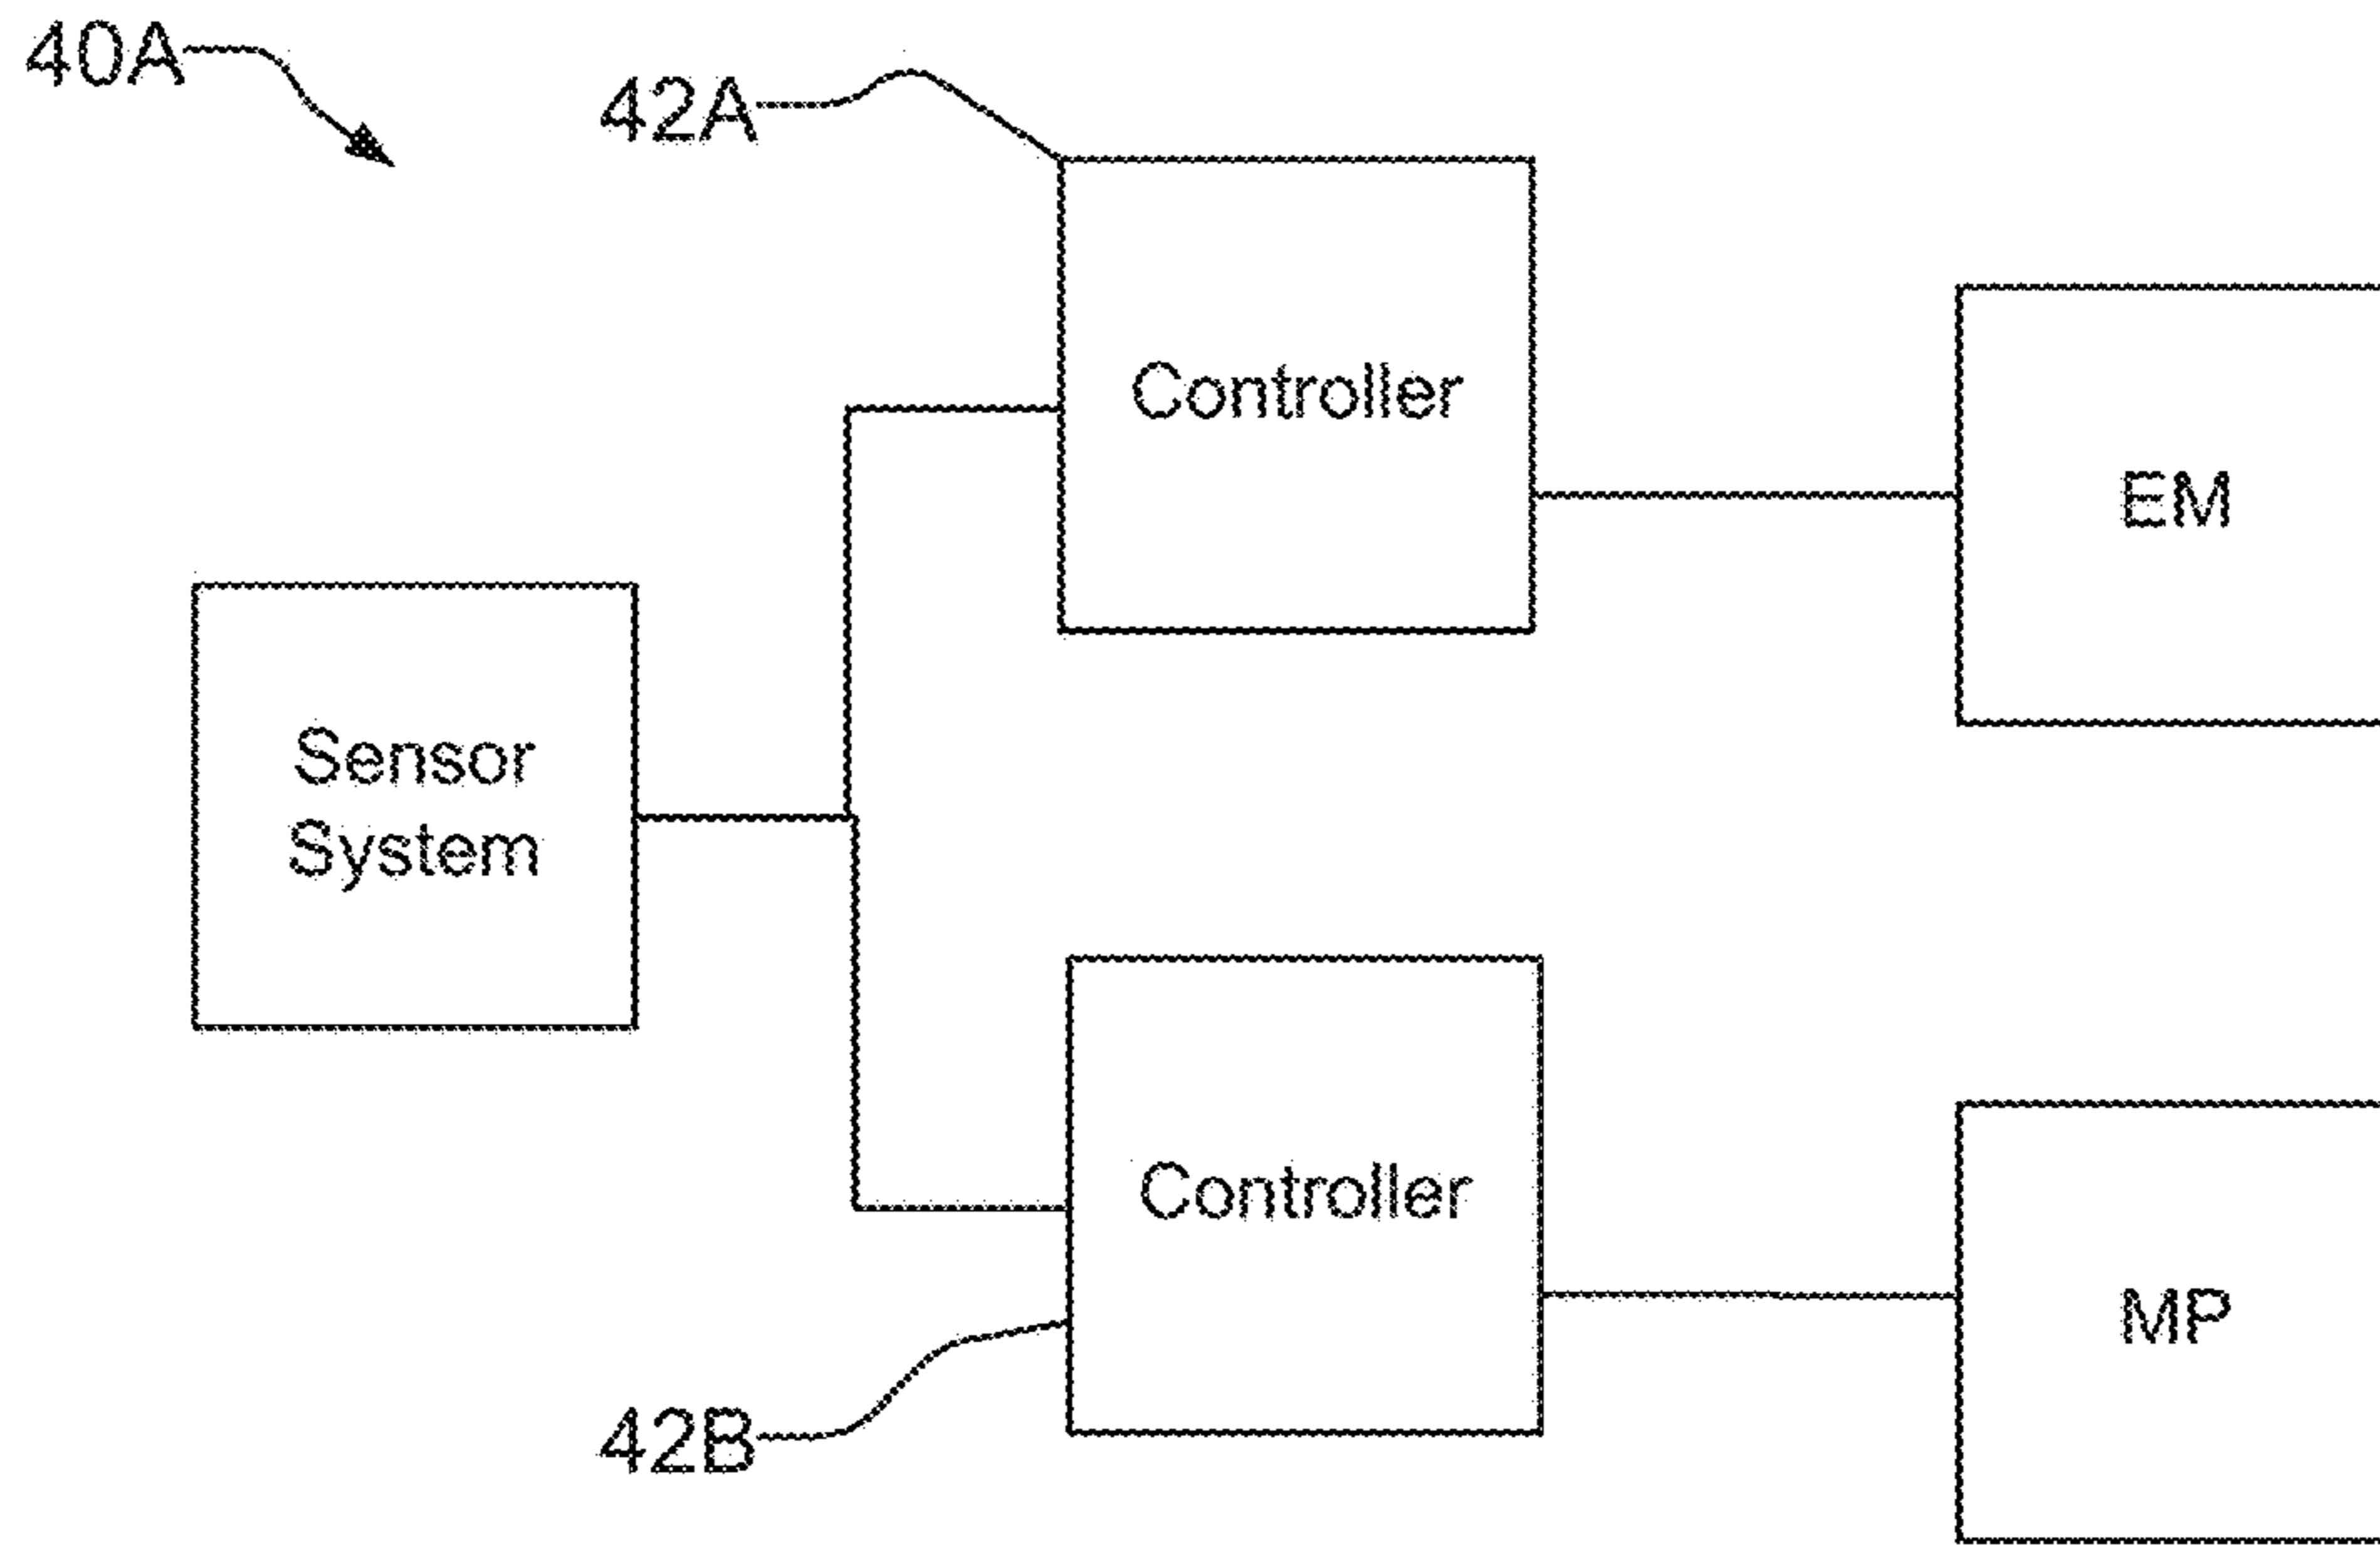 40A
42A
Controller
EM
Sensor
System
Controller
MP
42B